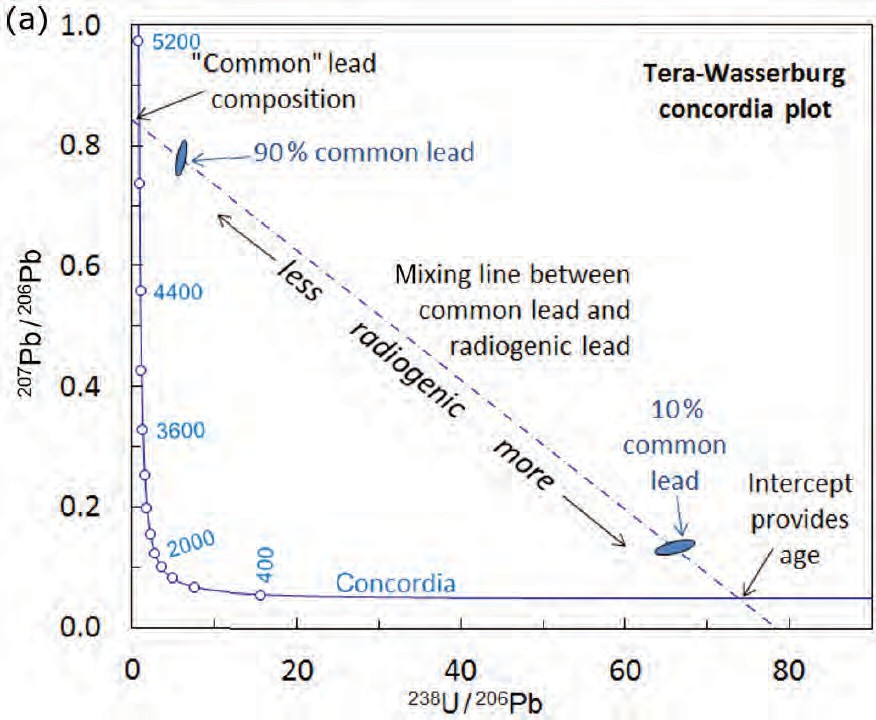 (a)
1.0
5200
"Common" lead
composition
Tera-Wasserburg
concordia plot
0.8
90% common lead
0.6
4400
less
radiogenic
more
Mixing line between
common lead and
radiogenic lead
207Pb/206Pb
0.4
3600
10%
common
lead
0.2
2000
400
Intercept
provides
age
Concordia
0.0
0
20
40
60
80
238U/206Pb